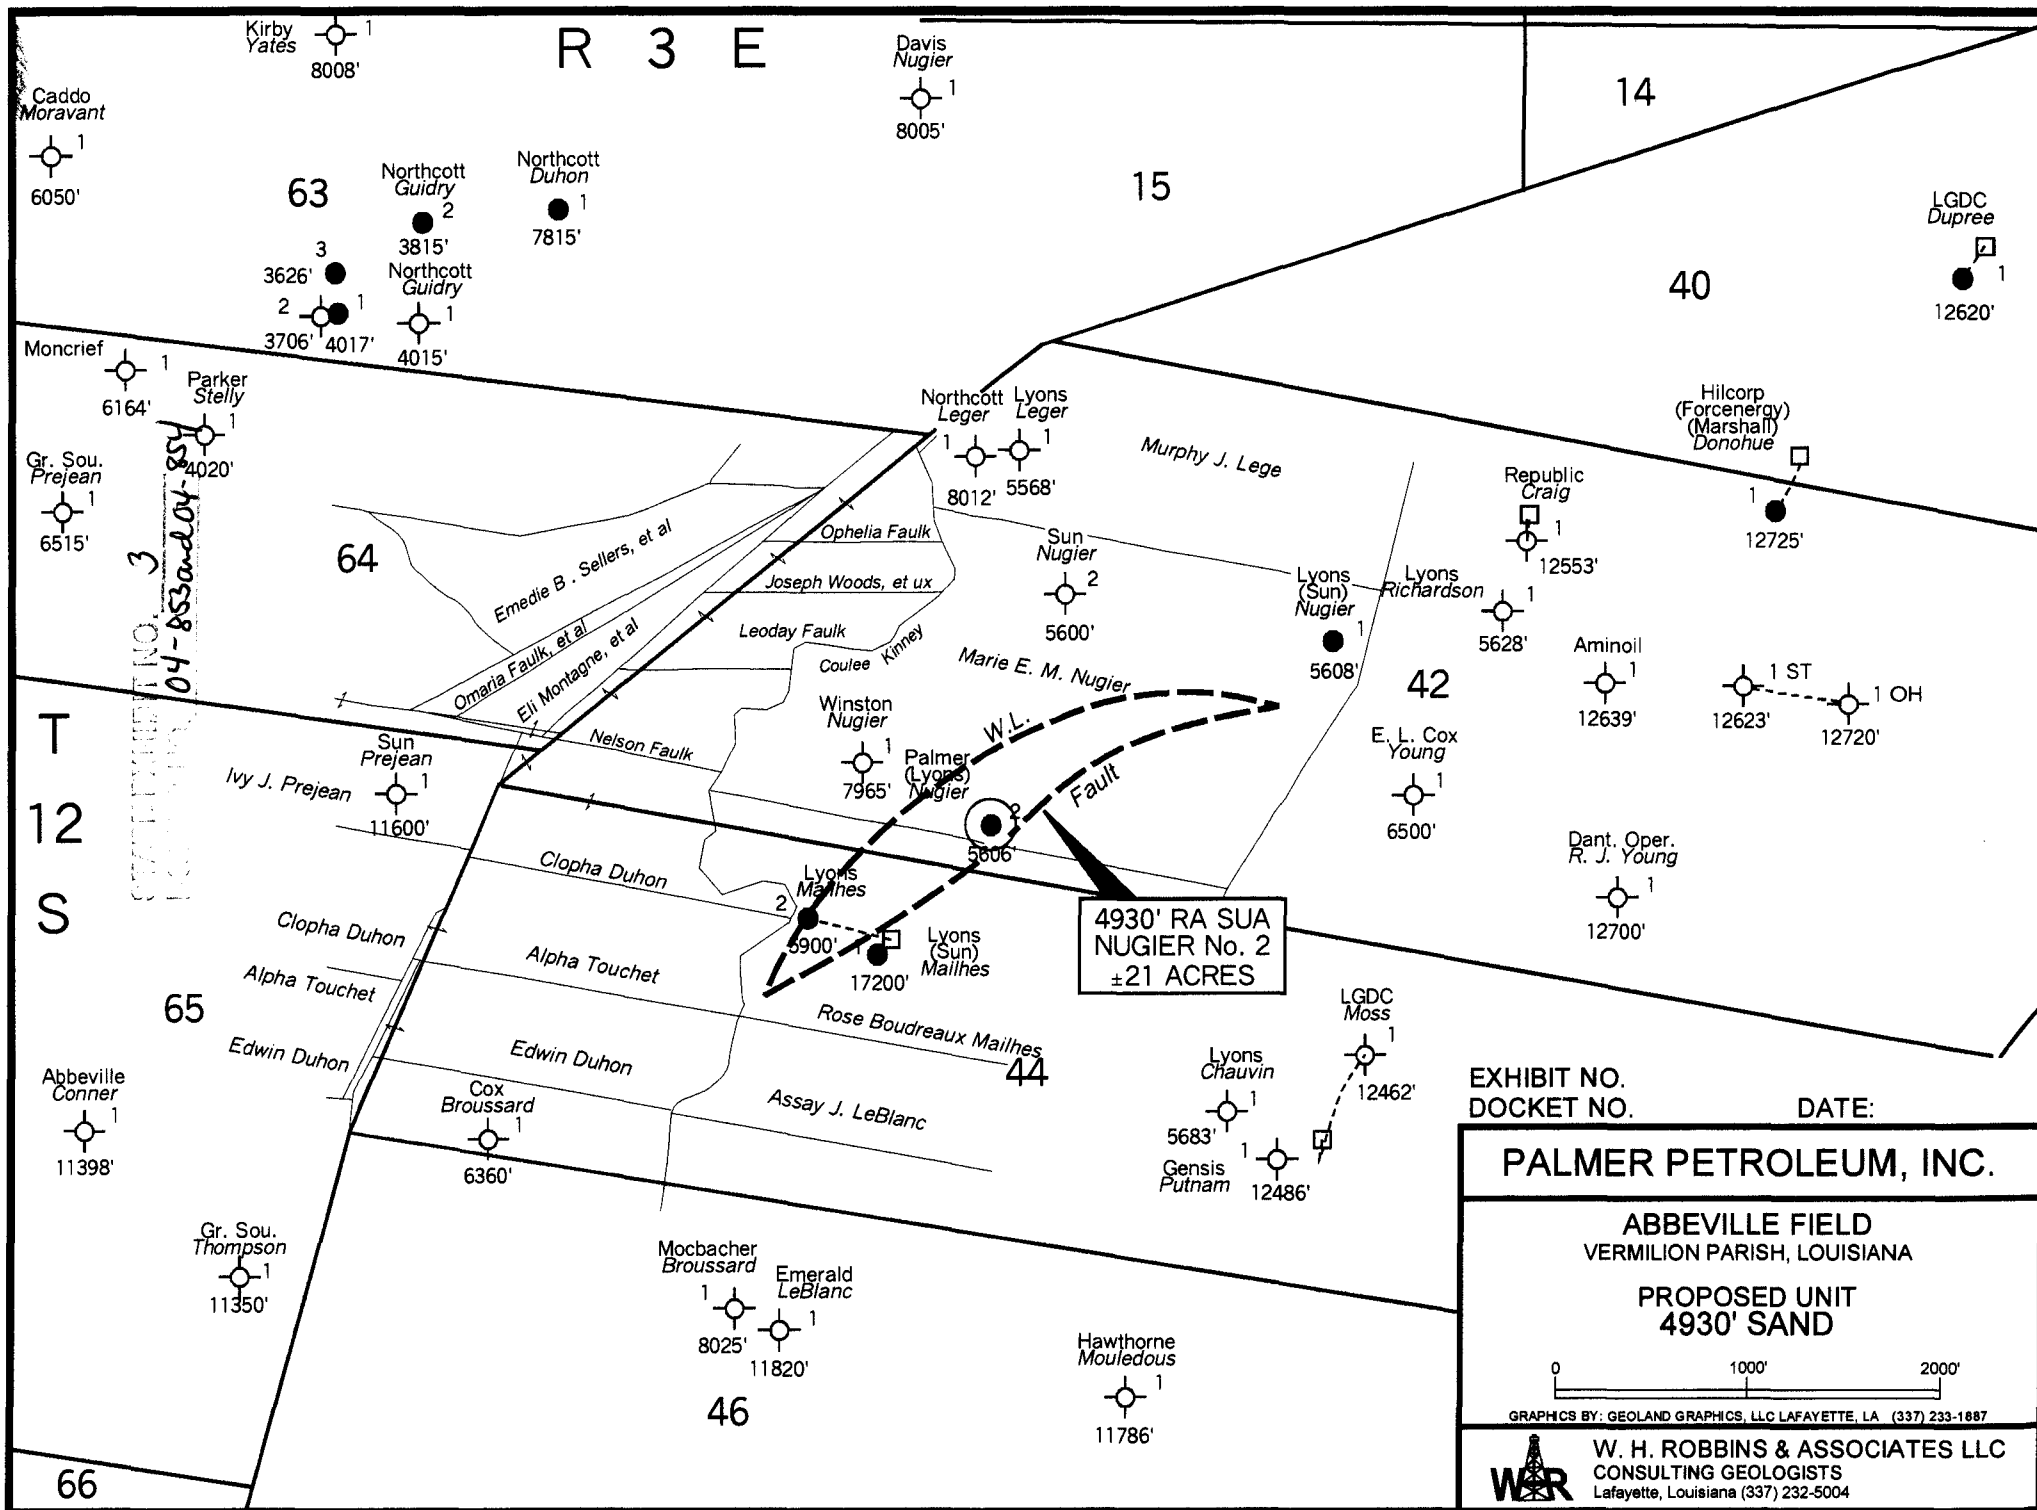 R 3 E
Kirby
Yates
1
8008'
Davis
Nugier
1
8005'
14
Caddo
Moravant
1
6050'
63
Northcott
Guidry
2
3815'
Northcott
Duhon
1
7815'
15
LGDC
Dupree
1
12620'
3
3626'
2
1
3706'
4017'
Northcott
Guidry
1
4015'
40
Moncrief
1
6164'
Parker
Stelly
1
4020'
Gr. Sou.
Prejean
1
6515'
Northcott
Leger
1
8012'
Lyons
Leger
1
5568'
Murphy J. Lege
Hilcorp
(Forcenergy)
(Marshall)
Donohue
1
12725'
Republic
Craig
1
12553'
64
Emedie B . Sellers, et al
Omaria Faulk, et al
Eli Montagne, et al
Ophelia Faulk
Joseph Woods, et ux
Leoday Faulk
Coulee Kinney
Sun
Nugier
2
5600'
Lyons
(Sun)
Nugier
1
5608'
Lyons
Richardson
1
5628'
Aminoil
1
12639'
1 ST
12623'
1 OH
12720'
42
Marie E. M. Nugier
3
04-853 and 04-854
T
12
S
Sun
Prejean
1
11600'
Ivy J. Prejean
Nelson Faulk
Winston
Nugier
1
7965'
Palmer
(Lyons)
Nugier
2
5606'
W.L.
Fault
E. L. Cox
Young
1
6500'
Dant. Oper.
R. J. Young
1
12700'
Clopha Duhon
Lyons
Mailhes
2
5900'
1
17200'
Lyons
(Sun)
Mailhes
4930' RA SUA
NUGIER No. 2
±21 ACRES
Clopha Duhon
Alpha Touchet
Alpha Touchet
65
Edwin Duhon
Edwin Duhon
Rose Boudreaux Mailhes
44
Assay J. LeBlanc
LGDC
Moss
1
12462'
Lyons
Chauvin
1
5683'
Gensis
Putnam
1
12486'
Abbeville
Conner
1
11398'
Cox
Broussard
1
6360'
Gr. Sou.
Thompson
1
11350'
Mocbacher
Broussard
1
8025'
Emerald
LeBlanc
1
11820'
Hawthorne
Mouledous
1
11786'
46
66
EXHIBIT NO.
DOCKET NO. DATE:
PALMER PETROLEUM, INC.
ABBEVILLE FIELD
VERMILION PARISH, LOUISIANA
PROPOSED UNIT
4930' SAND
0 1000' 2000'
GRAPHICS BY: GEOLAND GRAPHICS, LLC LAFAYETTE, LA (337) 233-1887
W. H. ROBBINS & ASSOCIATES LLC
CONSULTING GEOLOGISTS
Lafayette, Louisiana (337) 232-5004